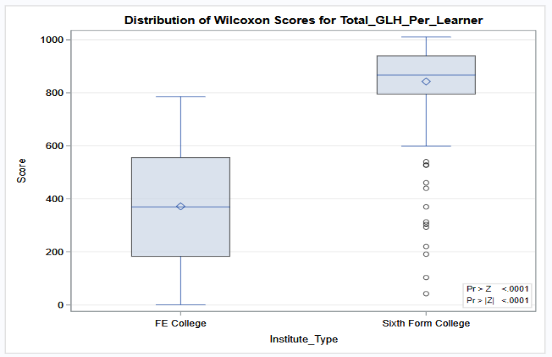 Distribution of Wilcoxon Scores for Total_GLH_Per_Learner
1000
800
600
400
200
0
Score
FE College
Sixth Form College
Institute_Type
Pr > Z <.0001
Pr > |Z| <.0001